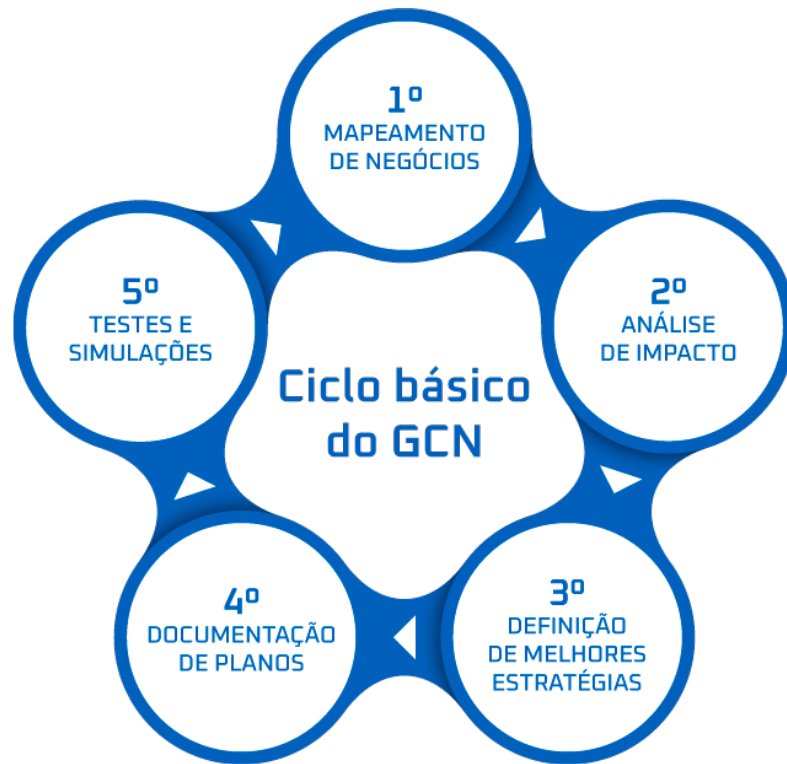 1º
MAPEAMENTO
DE NEGÓCIOS
2º
ANÁLISE
DE IMPACTO
3º
DEFINIÇÃO
DE MELHORES
ESTRATÉGIAS
4º
DOCUMENTAÇÃO
DE PLANOS
5º
TESTES E
SIMULAÇÕES
Ciclo básico
do GCN